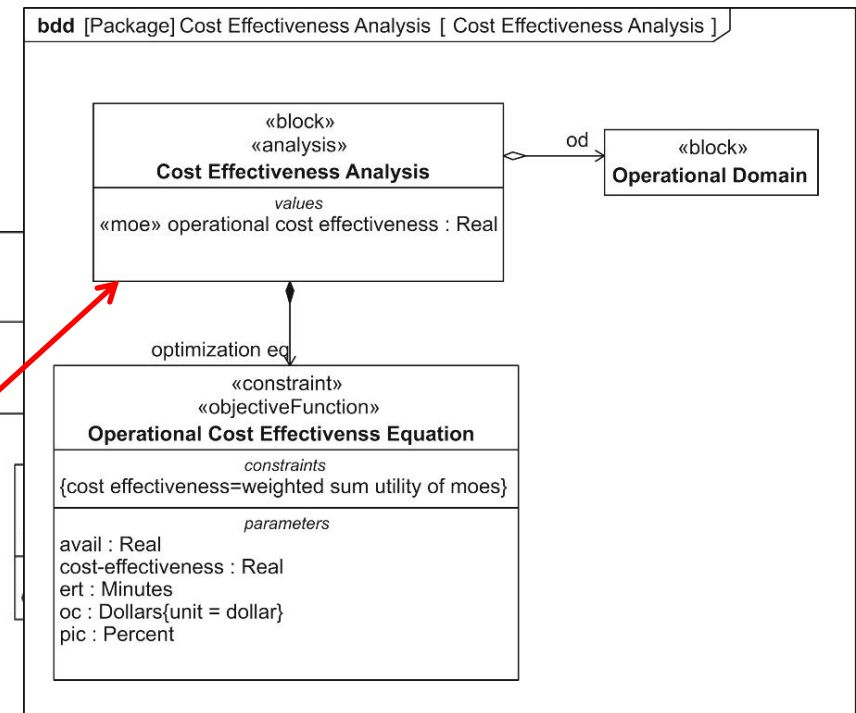 bdd [Package] Cost Effectiveness Analysis [ Cost Effectiveness Analysis ]
«block»
«analysis»
Cost Effectiveness Analysis
values
«moe» operational cost effectiveness : Real
od
«block»
Operational Domain
optimization eq
«constraint»
«objectiveFunction»
Operational Cost Effectivenss Equation
constraints
{cost effectiveness=weighted sum utility of moes}
parameters
avail : Real
cost-effectiveness : Real
ert : Minutes
oc : Dollars{unit = dollar}
pic : Percent